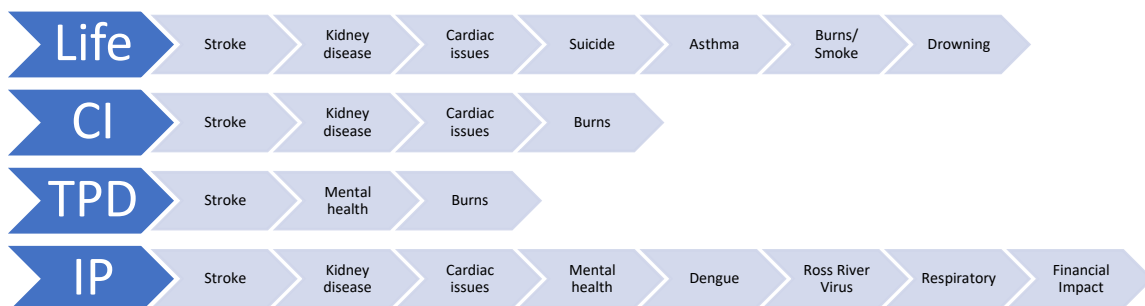 Life
Stroke
Kidney
disease
Cardiac
issues
Suicide
Asthma
Burns/
Smoke
Drowning
CI
Stroke
Kidney
disease
Cardiac
issues
Burns
TPD
Stroke
Mental
health
Burns
IP
Stroke
Kidney
disease
Cardiac
issues
Mental
health
Dengue
Ross River
Virus
Respiratory
Financial
Impact